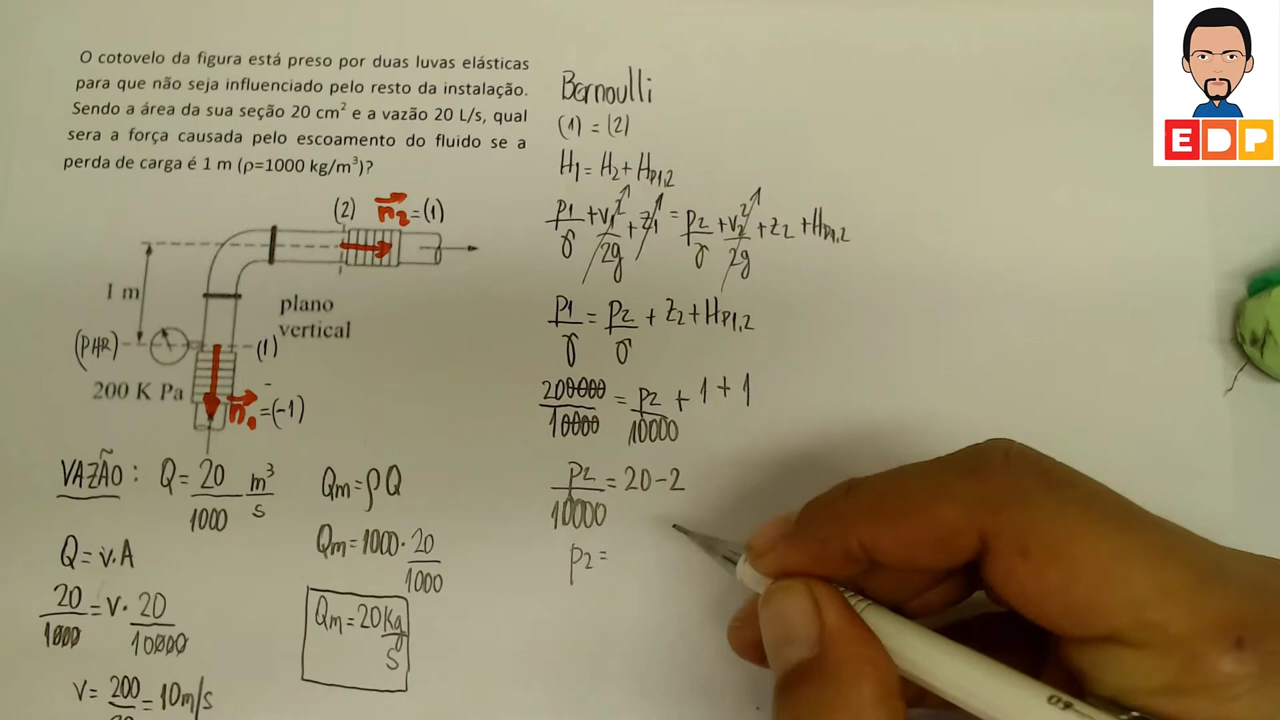 O cotovelo da figura está preso por duas luvas elásticas
para que não seja influenciado pelo resto da instalação.
Sendo a área da sua seção 20 cm² e a vazão 20 L/s, qual
sera a força causada pelo escoamento do fluido se a
perda de carga é 1 m (ρ=1000 kg/m³)?
(2) n₂ = (1)
1 m
plano
vertical
(PHR)
(1)
200 K Pa
n₁ = (-1)
VAZÃO: Q = 20/1000 m³/s
Q = v.A
20/1000 = v. 20/10000
v = 200/20 = 10m/s
Qm = ρQ
Qm = 1000. 20/1000
Qm = 20 Kg/s
Bernoulli
(1) = (2)
H₁ = H₂ + Hp1,2
p1/γ + v₁²/2g + z₁ = p2/γ + v₂²/2g + z₂ + Hp1,2
p1/γ = p2/γ + z₂ + Hp1,2
200000/10000 = p2/10000 + 1 + 1
p2/10000 = 20 - 2
p2 =
EDP
0.9